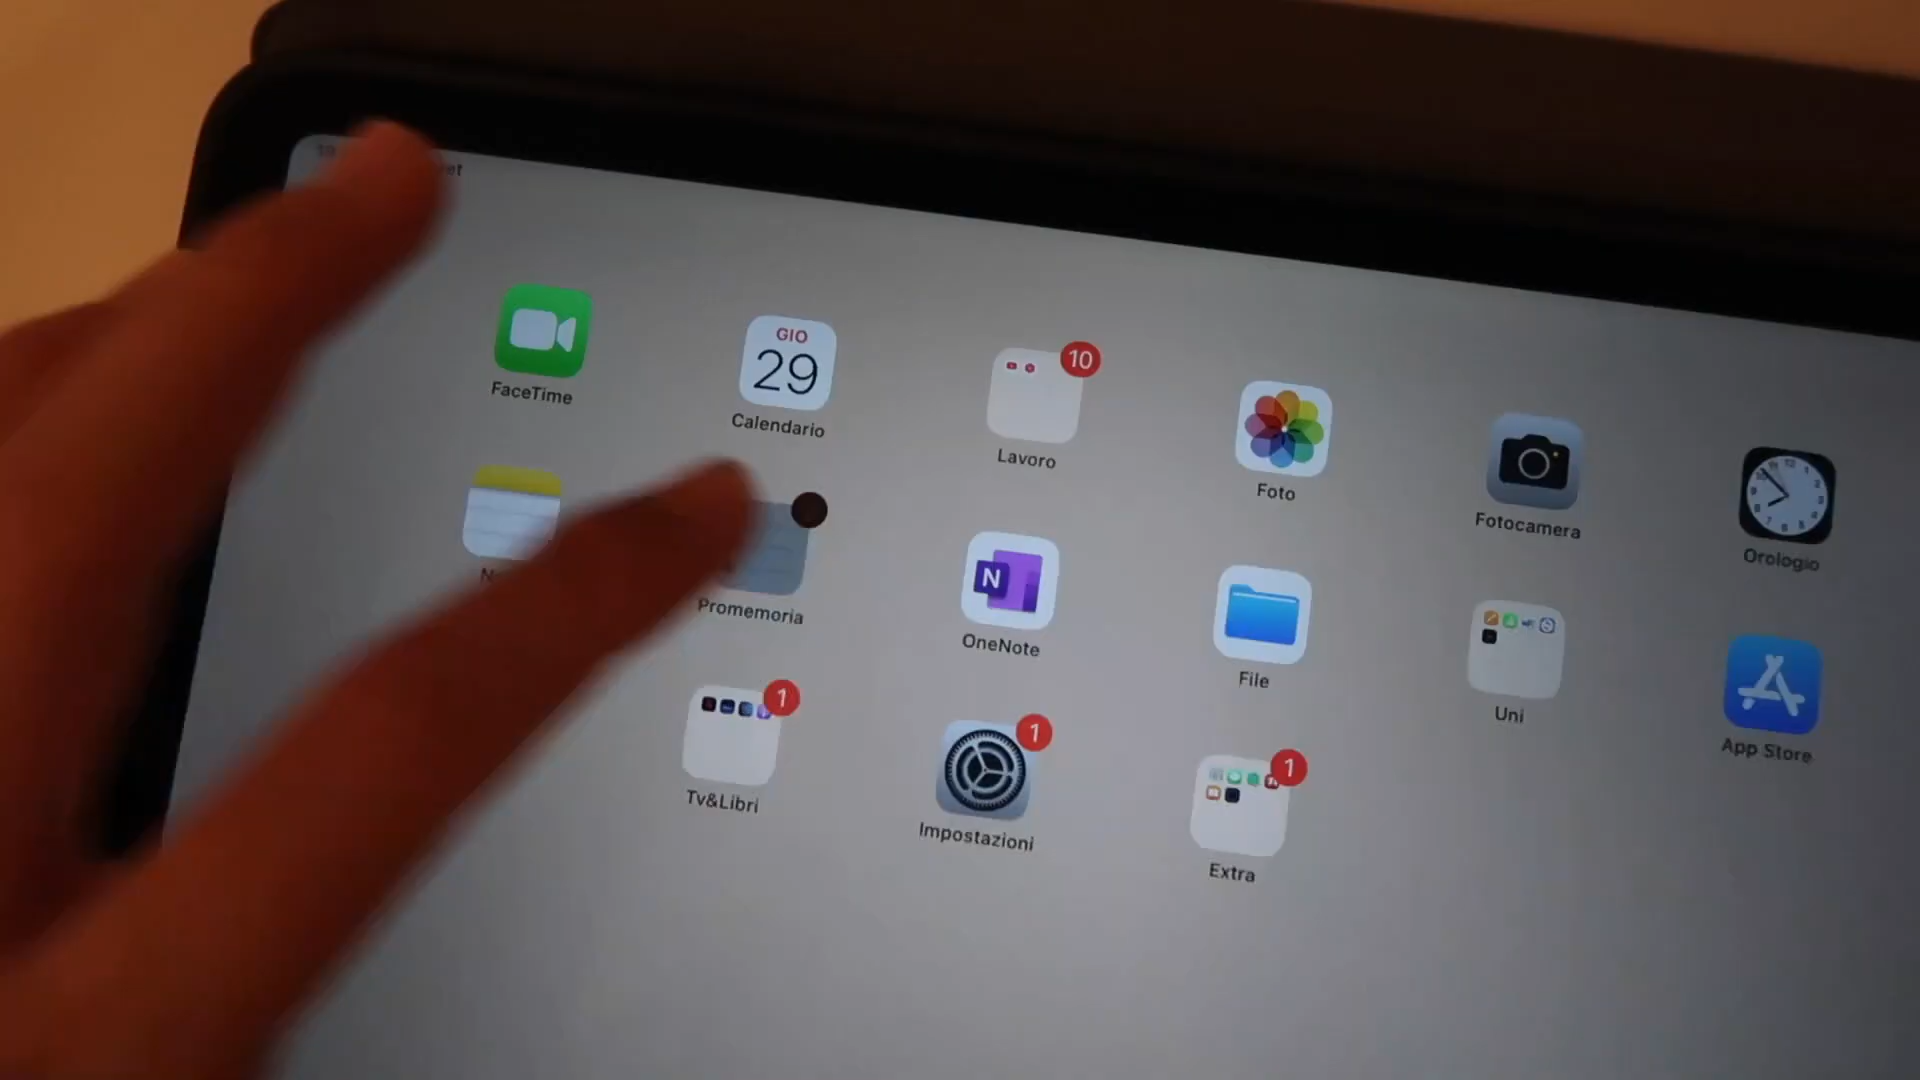 FaceTime
GIO
29
Calendario
10
Lavoro
Foto
Fotocamera
Orologio
Promemoria
N
OneNote
File
Uni
App Store
1
Tv&Libri
1
Impostazioni
1
Extra